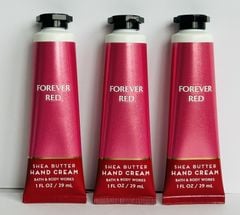 FOREVER
RED
SHEA BUTTER
HAND CREAM
BATH & BODY WORKS
1 FL OZ / 29 mL
FOREVER
RED
SHEA BUTTER
HAND CREAM
BATH & BODY WORKS
1 FL OZ / 29 mL
FOREVER
RED
SHEA BUTTER
HAND CREAM
BATH & BODY WORKS
1 FL OZ / 29 mL